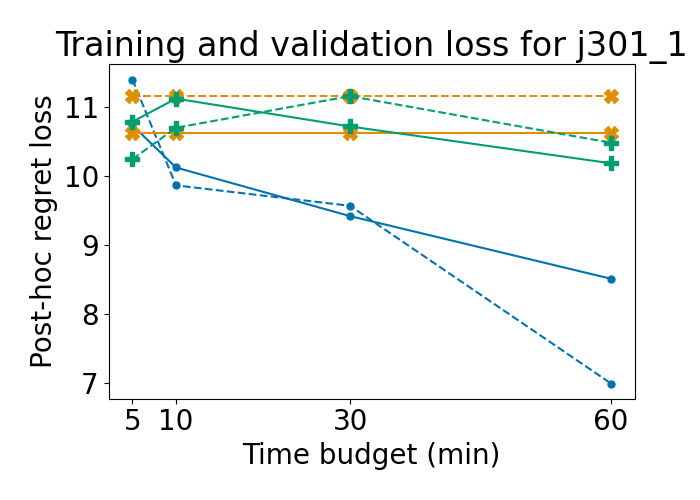 Training and validation loss for j301_1
Post-hoc regret loss
11
10
9
8
7
5 10 30 60
Time budget (min)